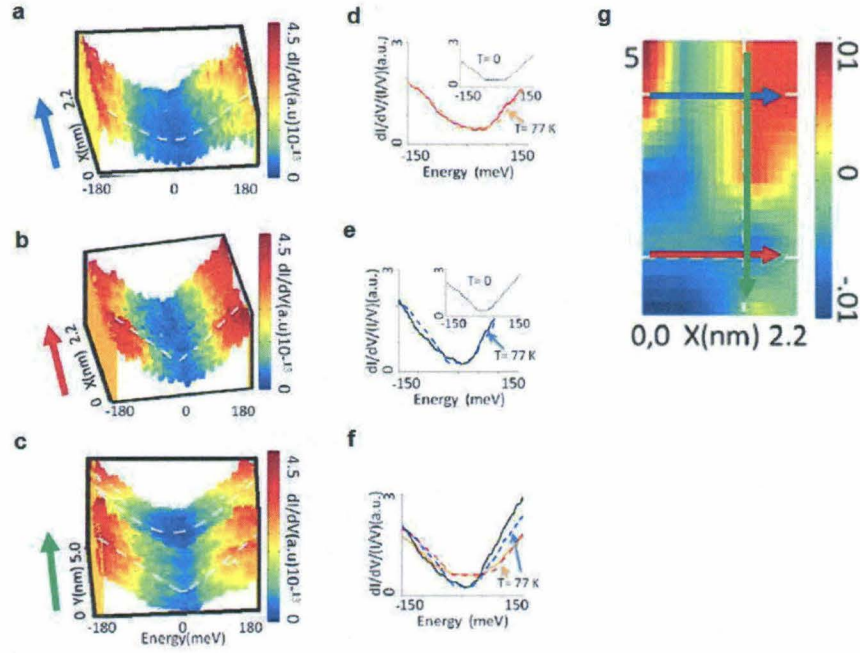 a
4.5 dI/dV(a.u)10⁻¹³ 0
0 X(nm) 2.2
-180 0 180
b
4.5 dI/dV(a.u)10⁻¹³ 0
0 X(nm) 2.2
-180 0 180
c
4.5 dI/dV(a.u)10⁻¹³ 0
0 Y(nm) 5.0
-180 0 180
Energy(meV)
d
dI/dV/(I/V)(a.u.)
0 3
T= 0
-150 150
T= 77 K
-150 150
Energy (meV)
e
dI/dV/(I/V)(a.u.)
0 3
T= 0
-150 150
T= 77 K
-150 150
Energy (meV)
f
dI/dV/(I/V)(a.u.)
0 3
T= 77 K
-150 150
Energy (meV)
g
5
0,0 X(nm) 2.2
.01
0
-.01